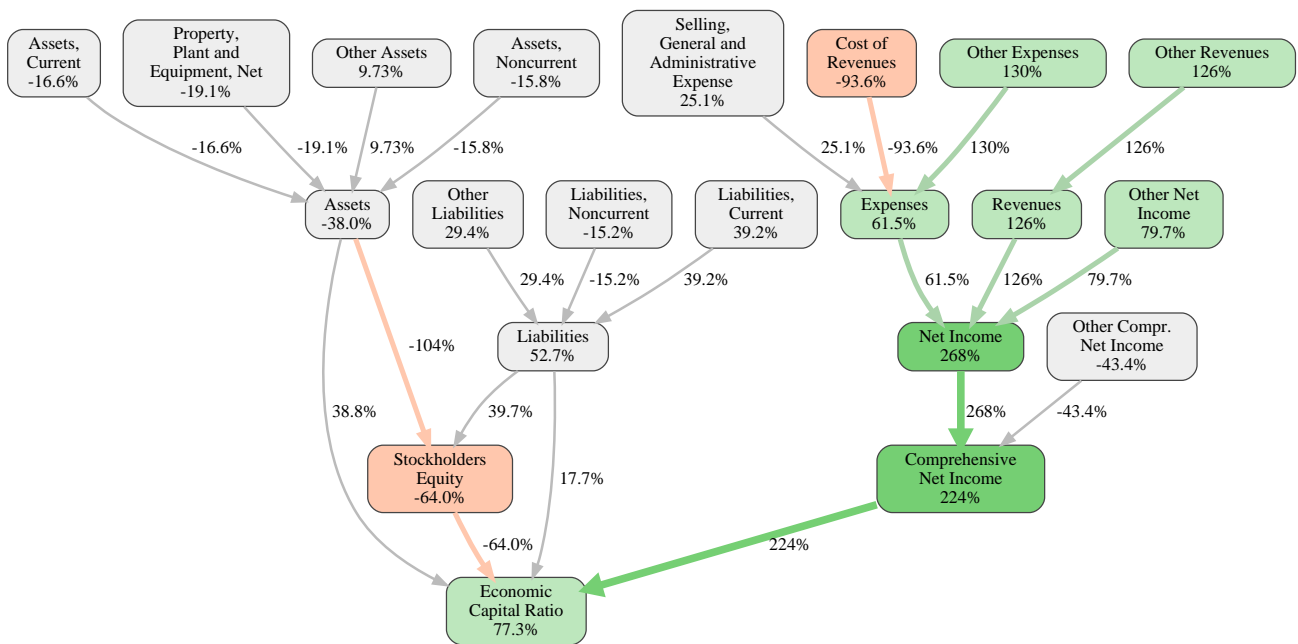 Assets,
Current
-16.6%
Property,
Plant and
Equipment, Net
-19.1%
Other Assets
9.73%
Assets,
Noncurrent
-15.8%
Selling,
General and
Administrative
Expense
25.1%
Cost of
Revenues
-93.6%
Other Expenses
130%
Other Revenues
126%
-16.6%
-19.1%
9.73%
-15.8%
25.1%
-93.6%
130%
126%
Assets
-38.0%
Other
Liabilities
29.4%
Liabilities,
Noncurrent
-15.2%
Liabilities,
Current
39.2%
Expenses
61.5%
Revenues
126%
Other Net
Income
79.7%
29.4%
-15.2%
39.2%
61.5%
126%
79.7%
-104%
Liabilities
52.7%
Net Income
268%
Other Compr.
Net Income
-43.4%
38.8%
39.7%
268%
-43.4%
Stockholders
Equity
-64.0%
17.7%
Comprehensive
Net Income
224%
-64.0%
224%
Economic
Capital Ratio
77.3%